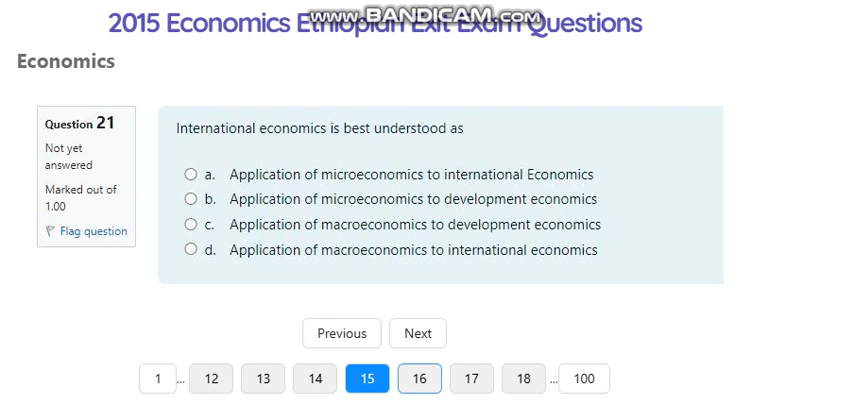 2015 Economics Ethiopian Exit Exam Questions
www.BANDICAM.com
Economics
Question 21
Not yet
answered
Marked out of
1.00
Flag question
International economics is best understood as
a. Application of microeconomics to international Economics
b. Application of microeconomics to development economics
c. Application of macroeconomics to development economics
d. Application of macroeconomics to international economics
Previous Next
1 ... 12 13 14 15 16 17 18 ... 100